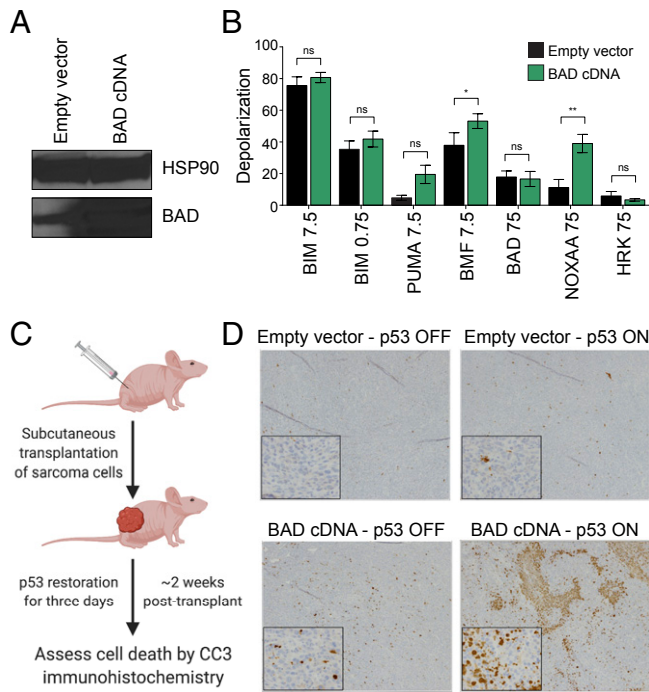 A
Empty vector
BAD cDNA
HSP90
BAD
B
Depolarization
100
80
60
40
20
0
Empty vector
BAD cDNA
ns
ns
ns
*
ns
**
ns
BIM 7.5
BIM 0.75
PUMA 7.5
BMF 7.5
BAD 75
NOXAA 75
HRK 75
C
Subcutaneous
transplantation
of sarcoma cells
p53 restoration
for three days
~2 weeks
post-transplant
Assess cell death by CC3
immunohistochemistry
D
Empty vector - p53 OFF
Empty vector - p53 ON
BAD cDNA - p53 OFF
BAD cDNA - p53 ON